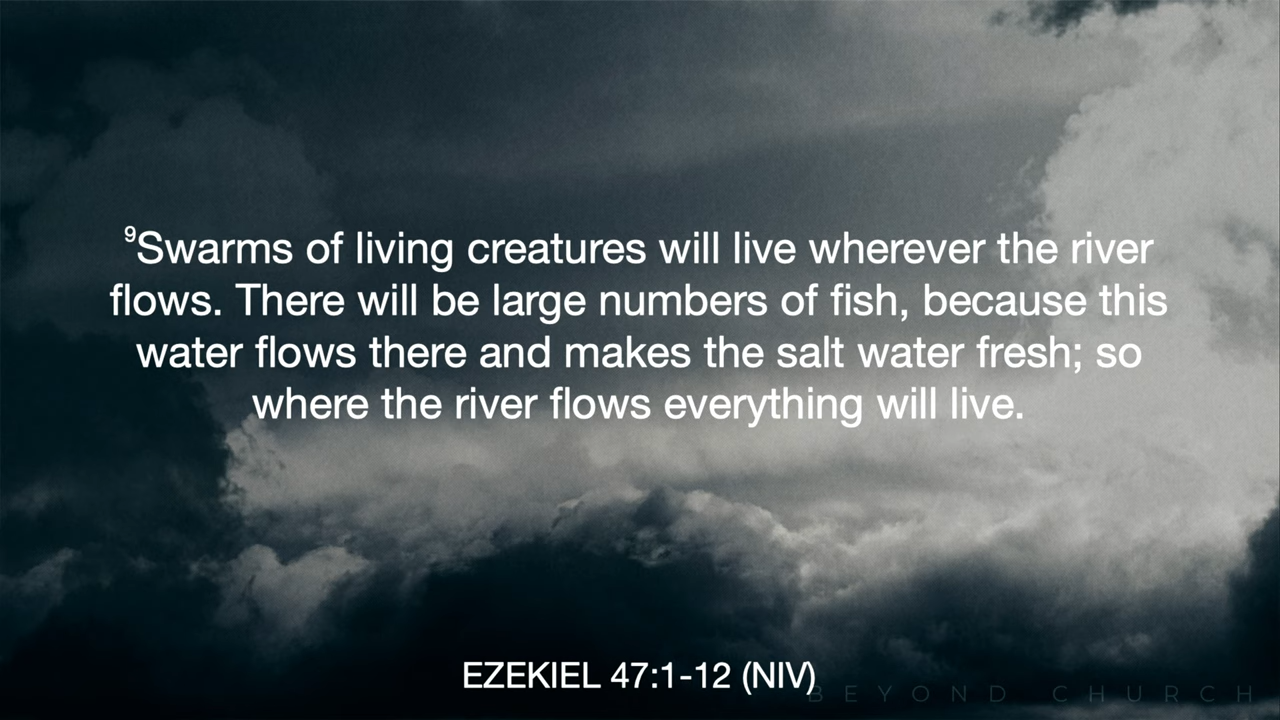 ⁹Swarms of living creatures will live wherever the river
flows. There will be large numbers of fish, because this
water flows there and makes the salt water fresh; so
where the river flows everything will live.
EZEKIEL 47:1-12 (NIV)
BEYOND CHURCH